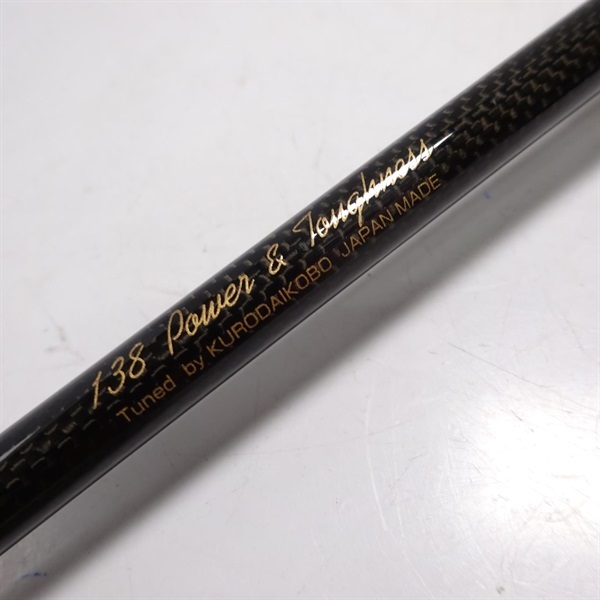 138 Power & Toughness
Tuned by KURODAIKOBO JAPAN MADE